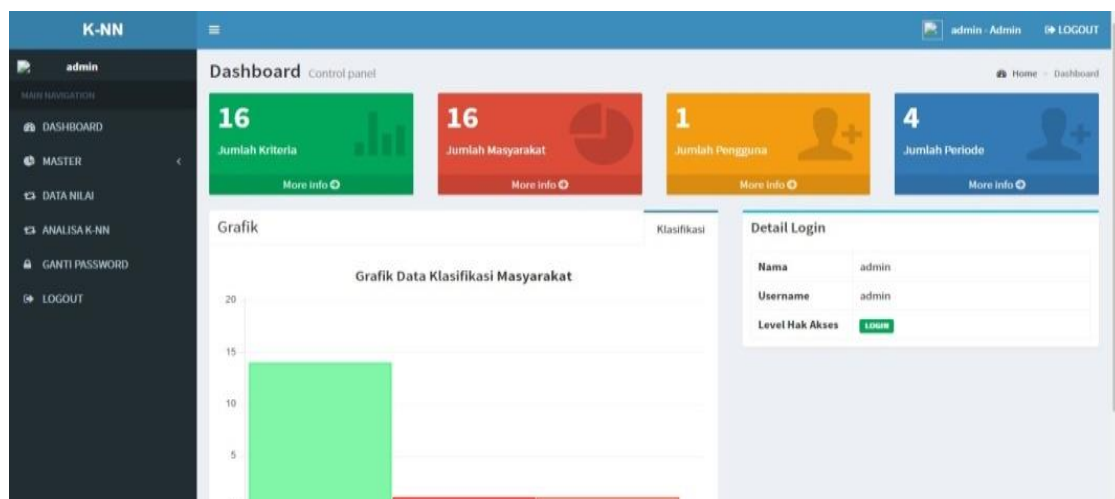 K-NN
admin - Admin LOGOUT
admin
MAIN NAVIGATION
DASHBOARD
MASTER
DATA NILAI
ANALISA K-NN
GANTI PASSWORD
LOGOUT
Dashboard Control panel
Home - Dashboard
16
Jumlah Kriteria
More info
16
Jumlah Masyarakat
More info
1
Jumlah Pengguna
More info
4
Jumlah Periode
More info
Grafik
Klasifikasi
Grafik Data Klasifikasi Masyarakat
20
15
10
5
Detail Login
Nama admin
Username admin
Level Hak Akses LOGIN